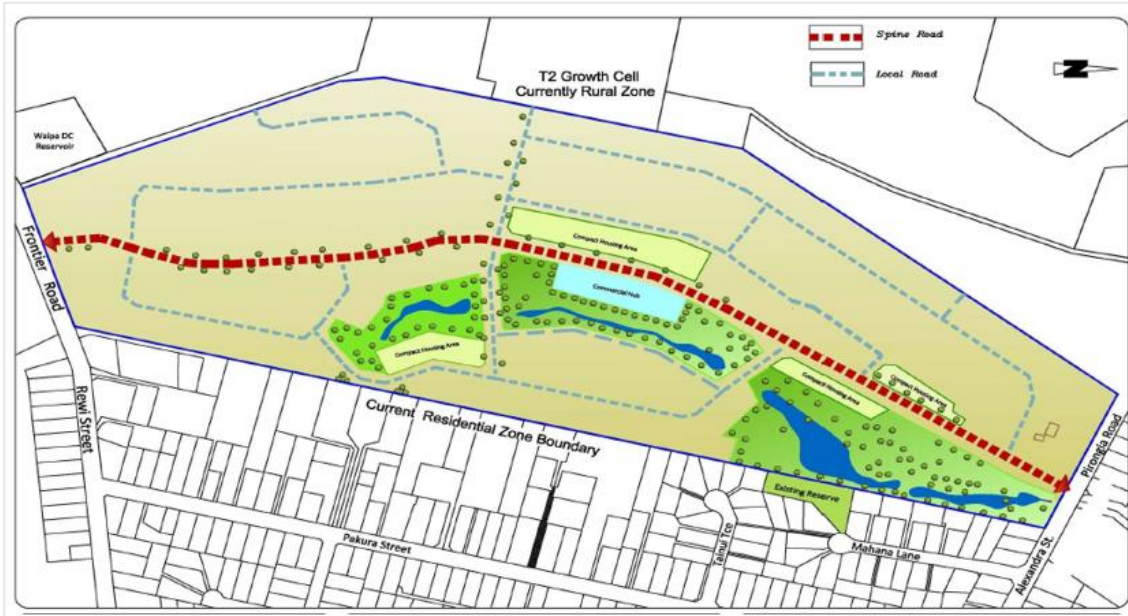 Spine Road
Local Road
N
T2 Growth Cell
Currently Rural Zone
Waipa DC
Reservoir
Frontier Road
Compact Housing Area
Commercial Hub
Compact Housing Area
Compact Housing Area
Compact Housing Area
Current Residential Zone Boundary
Rewi Street
Existing Reserve
Pirongia Road
Pakura Street
Tainui Tce
Mahana Lane
Alexandra St.